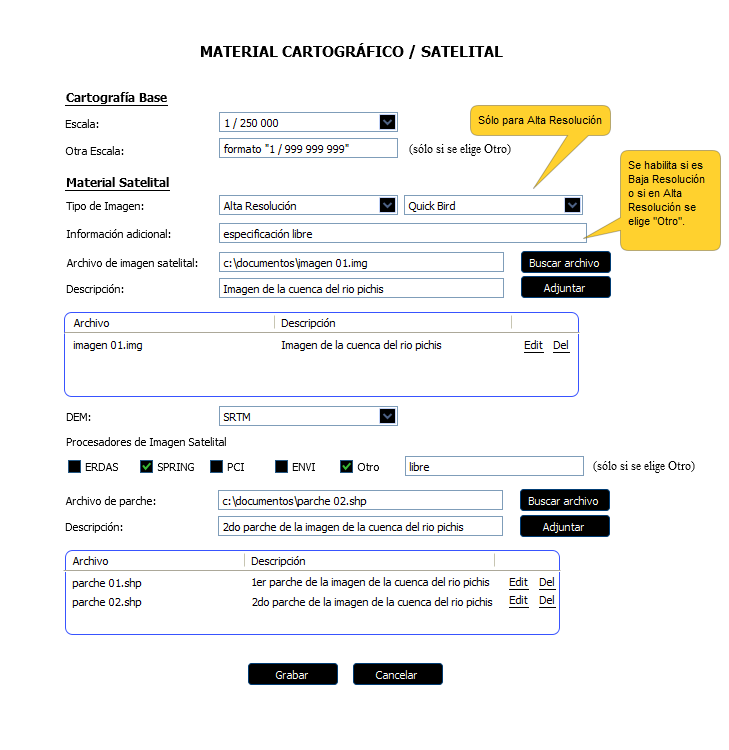 MATERIAL CARTOGRÁFICO / SATELITAL
Cartografía Base
Escala: 1 / 250 000
Sólo para Alta Resolución
Otra Escala: formato "1 / 999 999 999" (sólo si se elige Otro)
Se habilita si es
Baja Resolución
o si en Alta
Resolución se
elige "Otro".
Material Satelital
Tipo de Imagen: Alta Resolución Quick Bird
Información adicional: especificación libre
Archivo de imagen satelital: c:\documentos\imagen 01.img Buscar archivo
Descripción: Imagen de la cuenca del rio pichis Adjuntar
Archivo Descripción
imagen 01.img Imagen de la cuenca del rio pichis Edit Del
DEM: SRTM
Procesadores de Imagen Satelital
ERDAS SPRING PCI ENVI Otro libre (sólo si se elige Otro)
Archivo de parche: c:\documentos\parche 02.shp Buscar archivo
Descripción: 2do parche de la imagen de la cuenca del rio pichis Adjuntar
Archivo Descripción
parche 01.shp 1er parche de la imagen de la cuenca del rio pichis Edit Del
parche 02.shp 2do parche de la imagen de la cuenca del rio pichis Edit Del
Grabar Cancelar